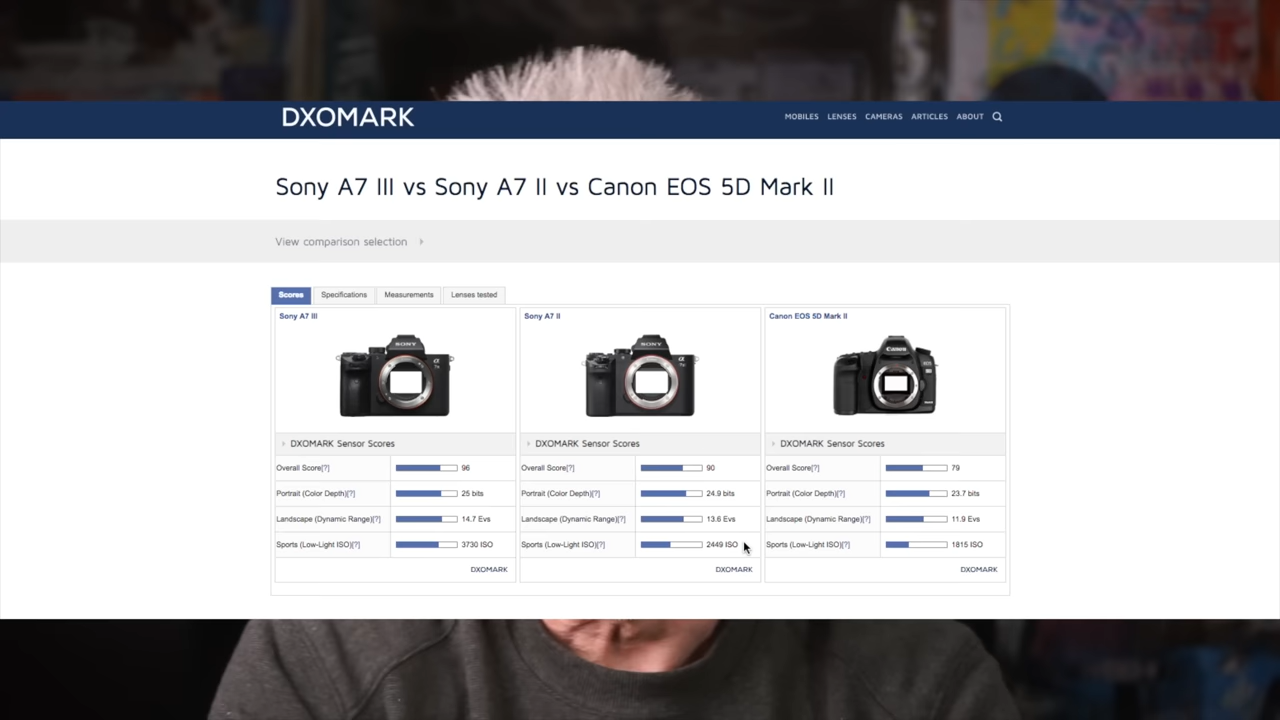 DXOMARK
MOBILES LENSES CAMERAS ARTICLES ABOUT
Sony A7 III vs Sony A7 II vs Canon EOS 5D Mark II
View comparison selection
Scores Specifications Measurements Lenses tested
Sony A7 III Sony A7 II Canon EOS 5D Mark II
SONY SONY Canon
DXOMARK Sensor Scores DXOMARK Sensor Scores DXOMARK Sensor Scores
Overall Score[?] 96 Overall Score[?] 90 Overall Score[?] 79
Portrait (Color Depth)[?] 25 bits Portrait (Color Depth)[?] 24.9 bits Portrait (Color Depth)[?] 23.7 bits
Landscape (Dynamic Range)[?] 14.7 Evs Landscape (Dynamic Range)[?] 13.6 Evs Landscape (Dynamic Range)[?] 11.9 Evs
Sports (Low-Light ISO)[?] 3730 ISO Sports (Low-Light ISO)[?] 2449 ISO Sports (Low-Light ISO)[?] 1815 ISO
DXOMARK DXOMARK DXOMARK